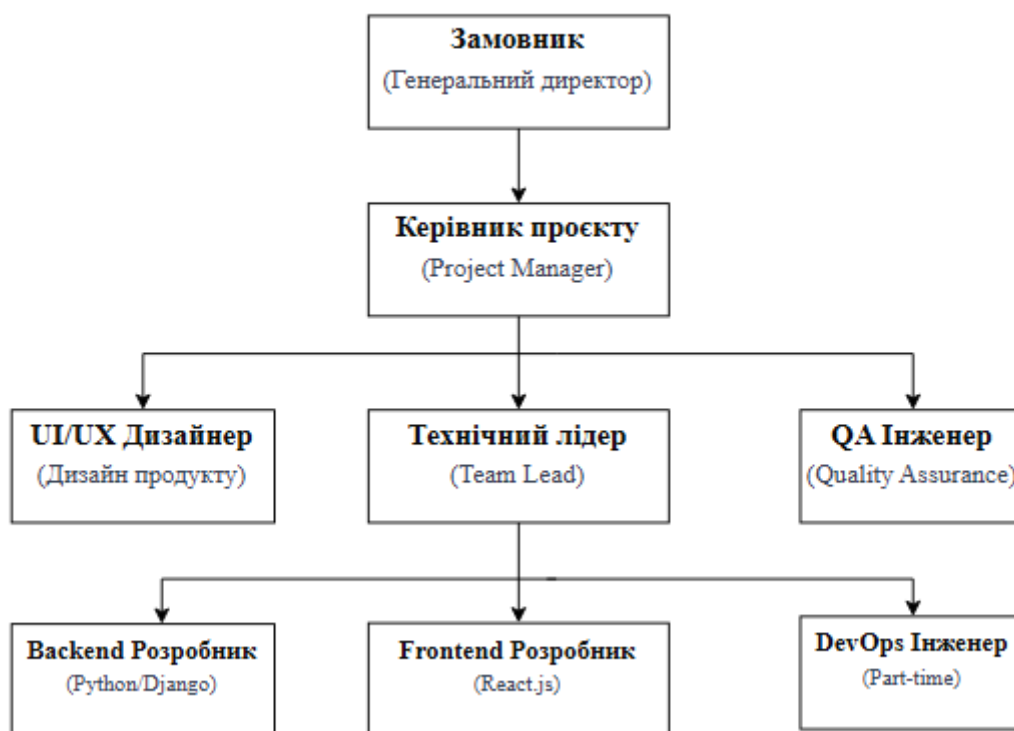 Замовник
(Генеральний директор)
Керівник проєкту
(Project Manager)
UI/UX Дизайнер
(Дизайн продукту)
Технічний лідер
(Team Lead)
QA Інженер
(Quality Assurance)
Backend Розробник
(Python/Django)
Frontend Розробник
(React.js)
DevOps Інженер
(Part-time)